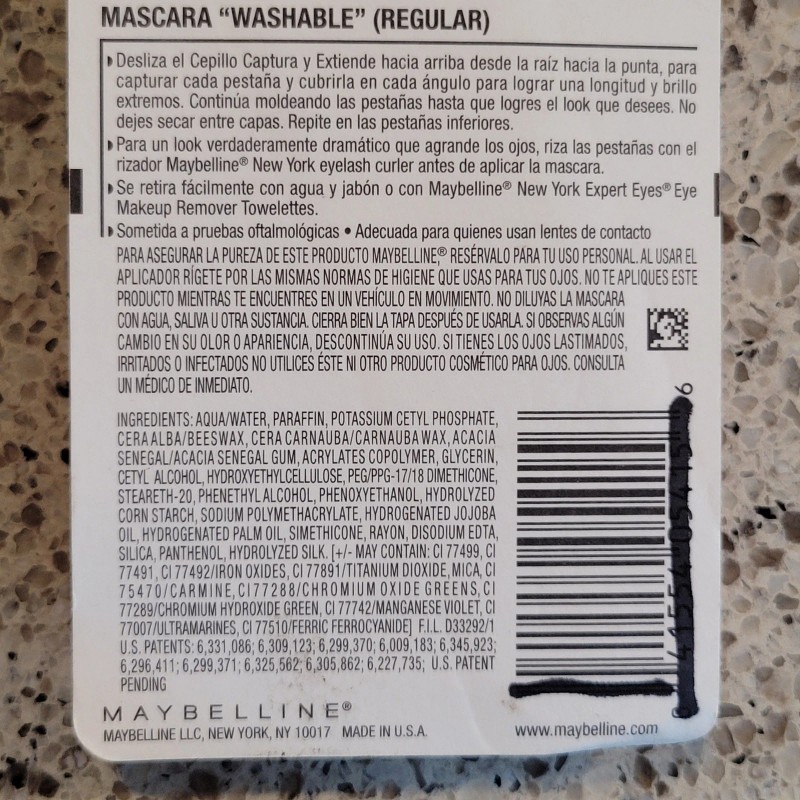 MASCARA “WASHABLE” (REGULAR)
Desliza el Cepillo Captura y Extiende hacia arriba desde la raíz hacia la punta, para
capturar cada pestaña y cubrirla en cada ángulo para lograr una longitud y brillo
extremos. Continúa moldeando las pestañas hasta que logres el look que desees. No
dejes secar entre capas. Repite en las pestañas inferiores.
Para un look verdaderamente dramático que agrande los ojos, riza las pestañas con el
rizador Maybelline® New York eyelash curler antes de aplicar la mascara.
Se retira fácilmente con agua y jabón o con Maybelline® New York Expert Eyes® Eye
Makeup Remover Towelettes.
Sometida a pruebas oftalmológicas • Adecuada para quienes usan lentes de contacto
PARA ASEGURAR LA PUREZA DE ESTE PRODUCTO MAYBELLINE,® RESÉRVALO PARA TU USO PERSONAL. AL USAR EL
APLICADOR RÍGETE POR LAS MISMAS NORMAS DE HIGIENE QUE USAS PARA TUS OJOS. NO TE APLIQUES ESTE
PRODUCTO MIENTRAS TE ENCUENTRES EN UN VEHÍCULO EN MOVIMIENTO. NO DILUYAS LA MASCARA
CON AGUA, SALIVA U OTRA SUSTANCIA. CIERRA BIEN LA TAPA DESPUÉS DE USARLA. SI OBSERVAS ALGÚN
CAMBIO EN SU OLOR O APARIENCIA, DESCONTINÚA SU USO. SI TIENES LOS OJOS LASTIMADOS,
IRRITADOS O INFECTADOS NO UTILICES ÉSTE NI OTRO PRODUCTO COSMÉTICO PARA OJOS. CONSULTA
UN MÉDICO DE INMEDIATO.
INGREDIENTS: AQUA/WATER, PARAFFIN, POTASSIUM CETYL PHOSPHATE,
CERA ALBA/BEESWAX, CERA CARNAUBA/CARNAUBA WAX, ACACIA
SENEGAL/ACACIA SENEGAL GUM, ACRYLATES COPOLYMER, GLYCERIN,
CETYL ALCOHOL, HYDROXYETHYLCELLULOSE, PEG/PPG-17/18 DIMETHICONE,
STEARETH-20, PHENETHYL ALCOHOL, PHENOXYETHANOL, HYDROLYZED
CORN STARCH, SODIUM POLYMETHACRYLATE, HYDROGENATED JOJOBA
OIL, HYDROGENATED PALM OIL, SIMETHICONE, RAYON, DISODIUM EDTA,
SILICA, PANTHENOL, HYDROLYZED SILK. [+/- MAY CONTAIN: CI 77499, CI
77491, CI 77492/IRON OXIDES, CI 77891/TITANIUM DIOXIDE, MICA, CI
75470/CARMINE, CI 77288/CHROMIUM OXIDE GREENS, CI
77289/CHROMIUM HYDROXIDE GREEN, CI 77742/MANGANESE VIOLET, CI
77007/ULTRAMARINES, CI 77510/FERRIC FERROCYANIDE] F.I.L. D33292/1
U.S. PATENTS: 6,331,086; 6,309,123; 6,299,370; 6,009,183; 6,345,923;
6,296,411; 6,299,371; 6,325,562; 6,305,862; 6,227,735; U.S. PATENT
PENDING
6
MAYBELLINE®
MAYBELLINE LLC, NEW YORK, NY 10017 MADE IN U.S.A.
www.maybelline.com